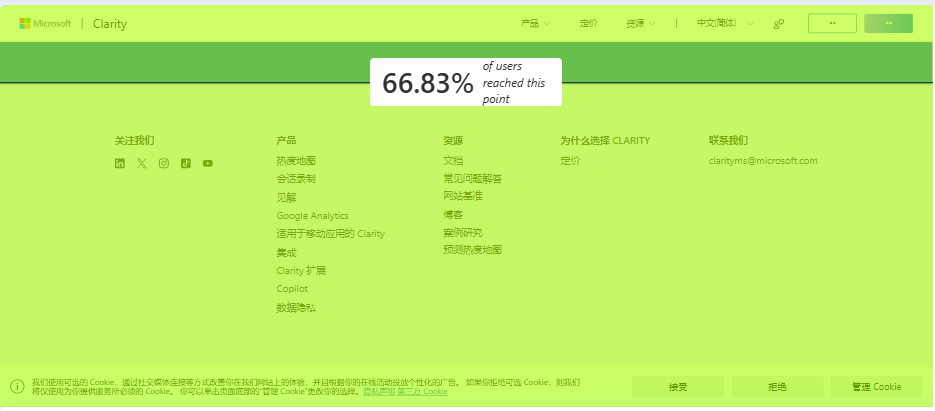 Microsoft | Clarity
产品 定价 资源 | 中文(简体)
66.83% of users
reached this
point
关注我们
产品
热度地图
会话录制
见解
Google Analytics
适用于移动应用的 Clarity
集成
Clarity 扩展
Copilot
数据隐私
资源
文档
常见问题解答
网站基准
博客
案例研究
预测热度地图
为什么选择 CLARITY
定价
联系我们
claritymS@microsoft.com
我们使用可选的 Cookie，通过社交媒体连接等方式改善你在我们网站上的体验，并且根据你的在线活动投放个性化的广告。 如果你拒绝可选 Cookie，则我们
将仅使用为你提供服务所必须的 Cookie。 你可以单击页面底部的“管理 Cookie”更改你的选择。隐私声明 第三方 Cookie
接受
拒绝
管理 Cookie